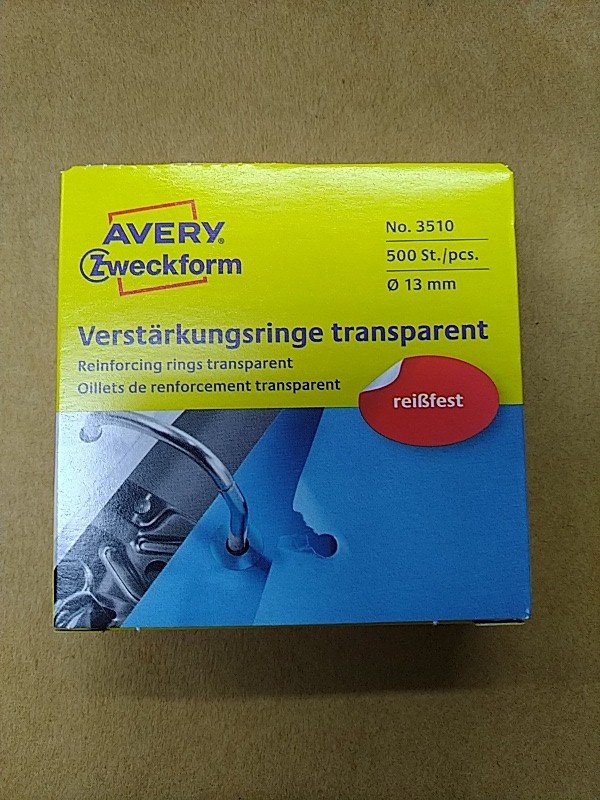 AVERY®
Zweckform
No. 3510
500 St./pcs.
Ø 13 mm
Verstärkungsringe transparent
Reinforcing rings transparent
Oillets de renforcement transparent
reißfest